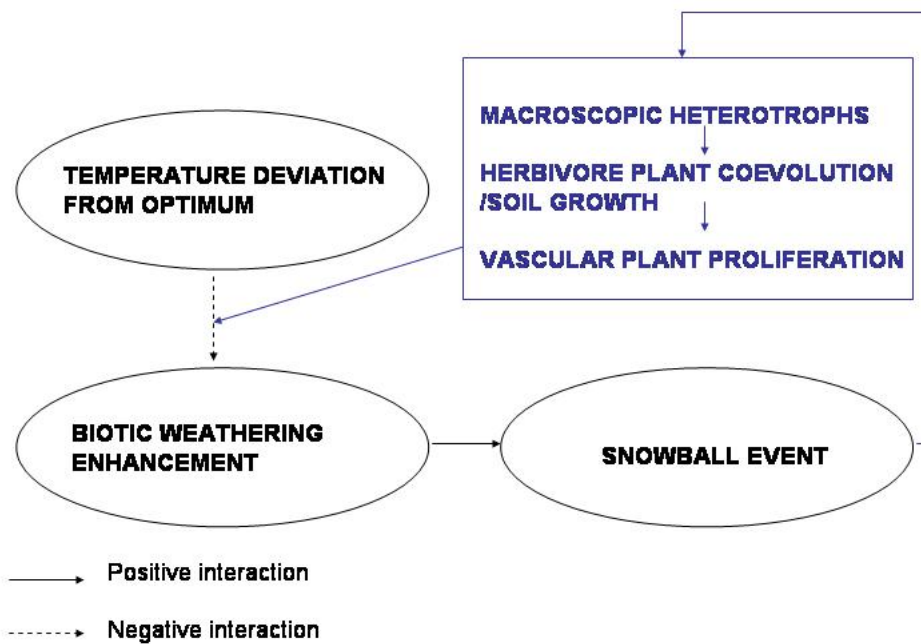 MACROSCOPIC HETEROTROPHS
HERBIVORE PLANT COEVOLUTION
/SOIL GROWTH
VASCULAR PLANT PROLIFERATION
TEMPERATURE DEVIATION
FROM OPTIMUM
BIOTIC WEATHERING
ENHANCEMENT
SNOWBALL EVENT
Positive interaction
Negative interaction